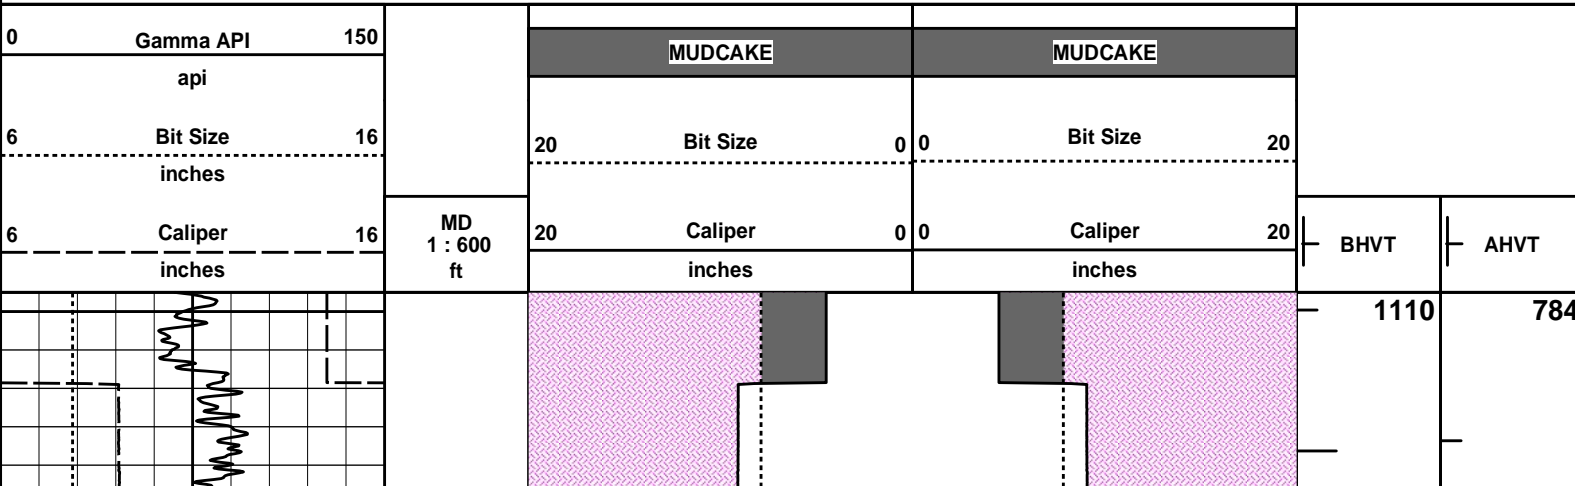 0 Gamma API 150
api
6 Bit Size 16
inches
6 Caliper 16
inches
MD
1 : 600
ft
MUDCAKE
20 Bit Size 0
20 Caliper 0
inches
MUDCAKE
0 Bit Size 20
0 Caliper 20
inches
BHVT
AHVT
1110
784